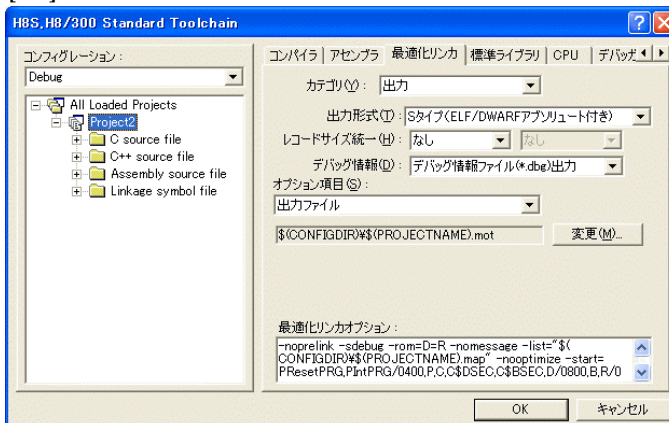 H8S,H8/300 Standard Toolchain
コンフィグレーション：
Debug
All Loaded Projects
Project2
C source file
C++ source file
Assembly source file
Linkage symbol file
コンパイラ アセンブラ 最適化リンカ 標準ライブラリ CPU デバッガ
カテゴリ(Y)： 出力
出力形式(T)： Sタイプ(ELF/DWARFアブソリュート付き)
レコードサイズ統一(H)： なし なし
デバッグ情報(D)： デバッグ情報ファイル(*.dbg)出力
オプション項目(S)：
出力ファイル
$(CONFIGDIR)¥$(PROJECTNAME).mot 変更(M)...
最適化リンカオプション：
-noprelink -sdebug -rom=D=R -nomessage -list="$(
CONFIGDIR)¥$(PROJECTNAME).map" -nooptimize -start=
PResetPRG,PIntPRG/0400,P,C,C$DSEC,C$BSEC,D/0800,B,R/0
OK キャンセル